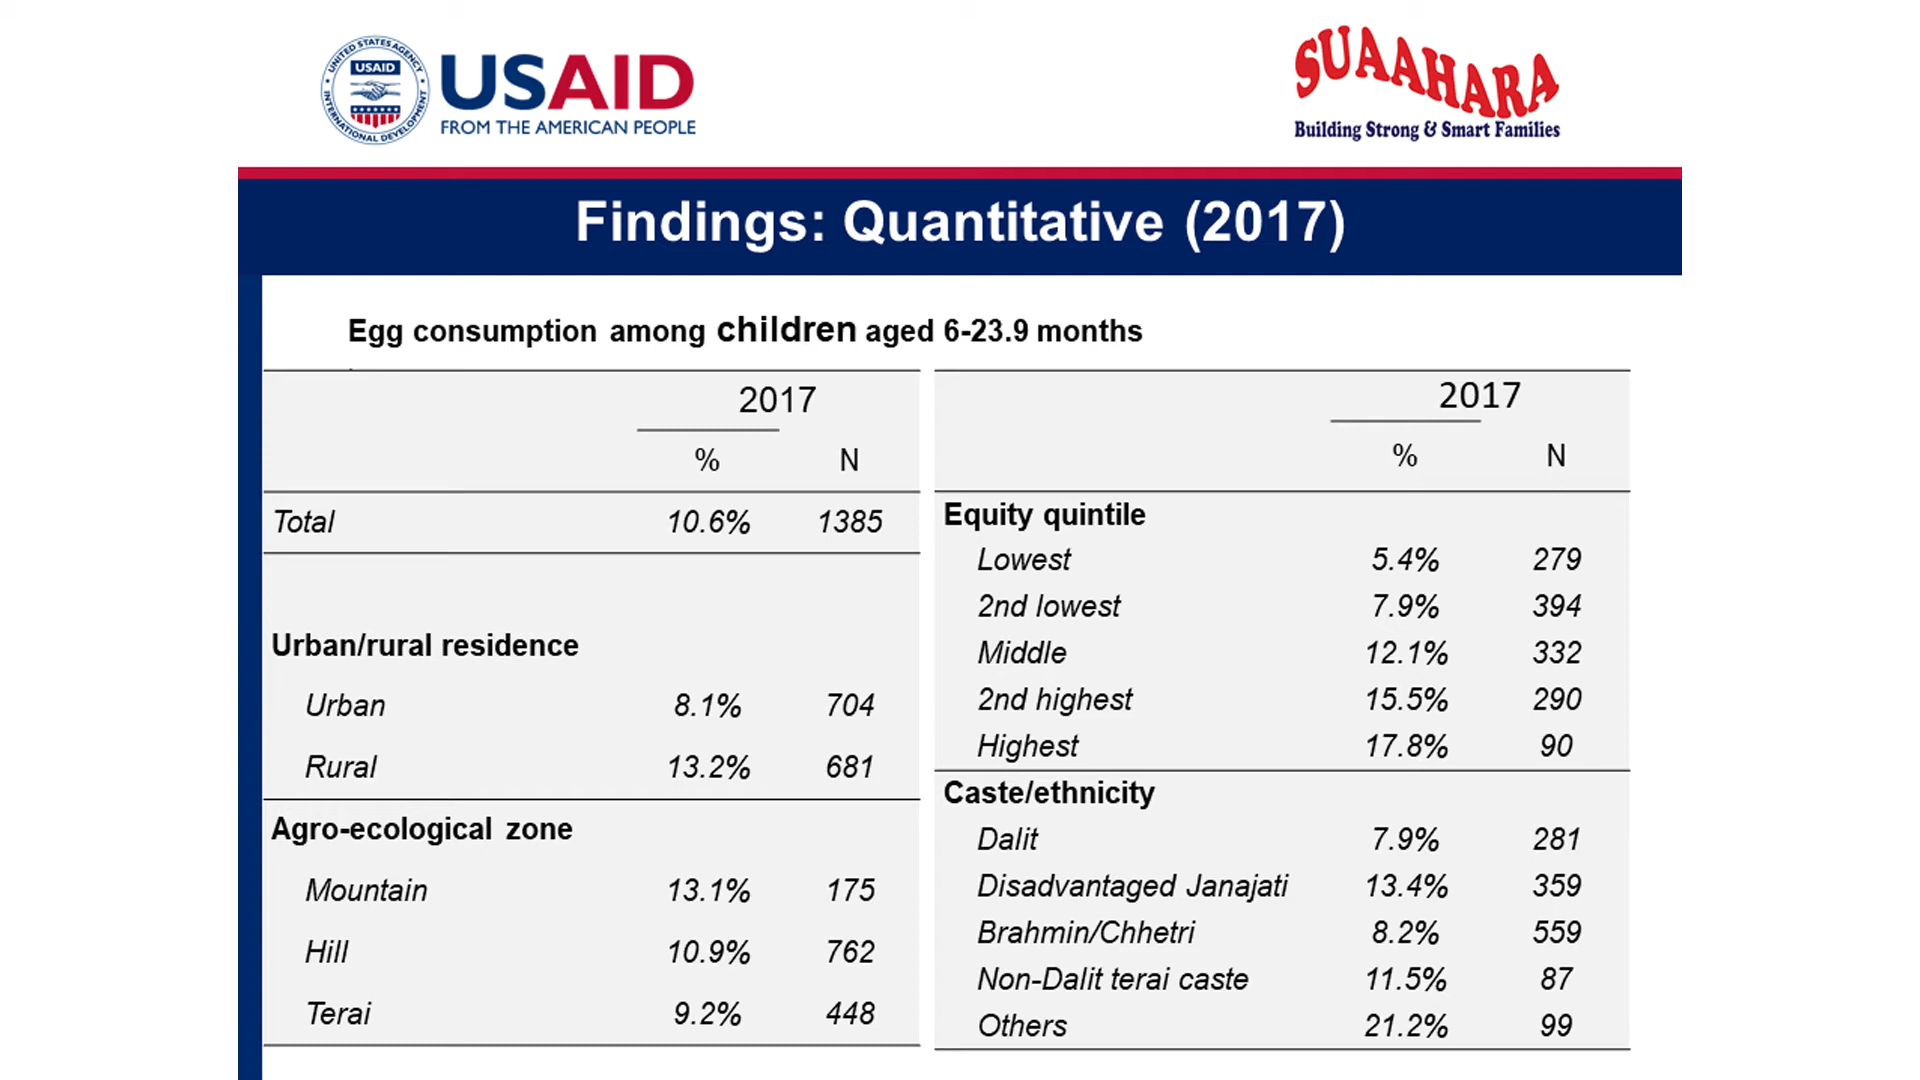 UNITED STATES AGENCY
USAID
INTERNATIONAL DEVELOPMENT
USAID
FROM THE AMERICAN PEOPLE
SUAAHARA
Building Strong & Smart Families
Findings: Quantitative (2017)
Egg consumption among children aged 6-23.9 months
2017
% N
Total 10.6% 1385
Urban/rural residence
Urban 8.1% 704
Rural 13.2% 681
Agro-ecological zone
Mountain 13.1% 175
Hill 10.9% 762
Terai 9.2% 448
2017
% N
Equity quintile
Lowest 5.4% 279
2nd lowest 7.9% 394
Middle 12.1% 332
2nd highest 15.5% 290
Highest 17.8% 90
Caste/ethnicity
Dalit 7.9% 281
Disadvantaged Janajati 13.4% 359
Brahmin/Chhetri 8.2% 559
Non-Dalit terai caste 11.5% 87
Others 21.2% 99